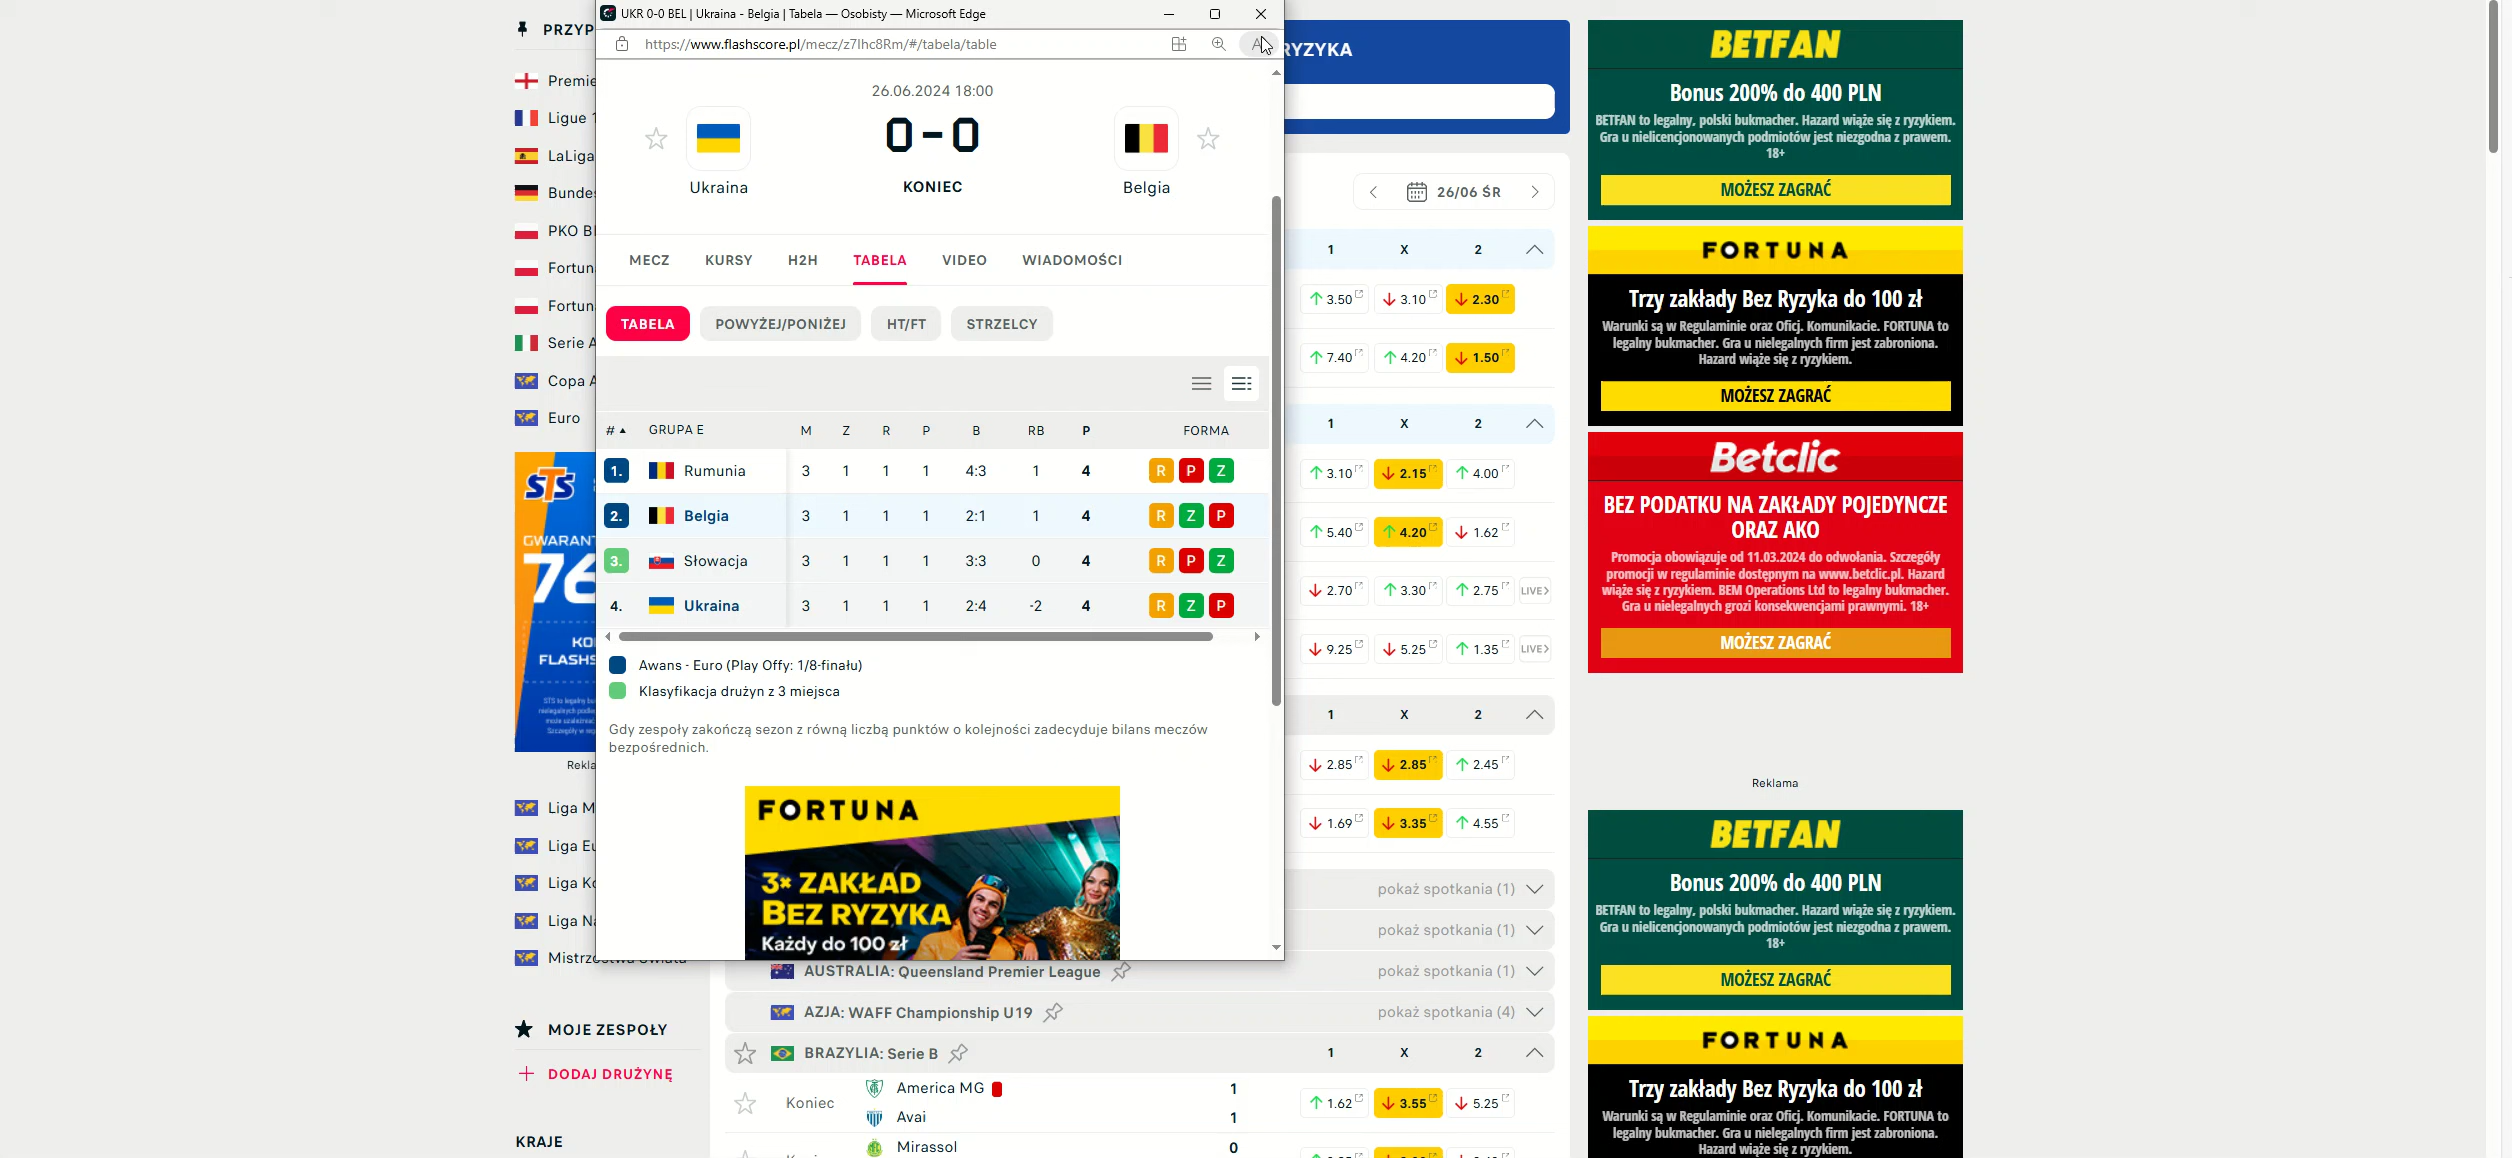 UKR 0-0 BEL | Ukraina - Belgia | Tabela — Osobisty — Microsoft Edge
https://www.flashscore.pl/mecz/z7lhc8Rm/#/tabela/table
26.06.2024 18:00
0-0
Ukraina
KONIEC
Belgia
MECZ KURSY H2H TABELA VIDEO WIADOMOŚCI
TABELA POWYŻEJ/PONIŻEJ HT/FT STRZELCY
# GRUPA E M Z R P B RB P FORMA
1. Rumunia 3 1 1 1 4:3 1 4 R P Z
2. Belgia 3 1 1 1 2:1 1 4 R Z P
3. Słowacja 3 1 1 1 3:3 0 4 R P Z
4. Ukraina 3 1 1 1 2:4 -2 4 R Z P
Awans - Euro (Play Offy: 1/8-finału)
Klasyfikacja drużyn z 3 miejsca
Gdy zespoły zakończą sezon z równą liczbą punktów o kolejności zadecyduje bilans meczów
bezpośrednich.
FORTUNA
3x ZAKŁAD
BEZ RYZYKA
Każdy do 100 zł
PRZYP
Premie
Ligue 1
LaLiga
Bundes
PKO B
Fortun
Fortun
Serie A
Copa A
Euro
STS
GWARANT
76
KO
FLASHS
Rekla
Liga M
Liga Eu
Liga Ko
Liga Na
MOJE ZESPOŁY
DODAJ DRUŻYNĘ
KRAJE
RYZYKA
26/06 ŚR
1 X 2
3.50 3.10 2.30
7.40 4.20 1.50
1 X 2
3.10 2.15 4.00
5.40 4.20 1.62
2.70 3.30 2.75 LIVE
9.25 5.25 1.35 LIVE
1 X 2
2.85 2.85 2.45
1.69 3.35 4.55
pokaż spotkania (1)
pokaż spotkania (1)
AUSTRALIA: Queensland Premier League pokaż spotkania (1)
AZJA: WAFF Championship U19 pokaż spotkania (4)
BRAZYLIA: Serie B 1 X 2
America MG 1
Koniec 1.62 3.55 5.25
Avai 1
Mirassol 0
BETFAN
Bonus 200% do 400 PLN
BETFAN to legalny, polski bukmacher. Hazard wiąże się z ryzykiem.
Gra u nielicencjonowanych podmiotów jest niezgodna z prawem.
18+
MOŻESZ ZAGRAĆ
FORTUNA
Trzy zakłady Bez Ryzyka do 100 zł
Warunki są w Regulaminie oraz Oficj. Komunikacie. FORTUNA to
legalny bukmacher. Gra u nielegalnych firm jest zabroniona.
Hazard wiąże się z ryzykiem.
MOŻESZ ZAGRAĆ
Betclic
BEZ PODATKU NA ZAKŁADY POJEDYNCZE
ORAZ AKO
Promocja obowiązuje od 11.03.2024 do odwołania. Szczegóły
promocji w regulaminie dostępnym na www.betclic.pl. Hazard
wiąże się z ryzykiem. BEM Operations Ltd to legalny bukmacher.
Gra u nielegalnych grozi konsekwencjami prawnymi. 18+
MOŻESZ ZAGRAĆ
Reklama
BETFAN
Bonus 200% do 400 PLN
BETFAN to legalny, polski bukmacher. Hazard wiąże się z ryzykiem.
Gra u nielicencjonowanych podmiotów jest niezgodna z prawem.
18+
MOŻESZ ZAGRAĆ
FORTUNA
Trzy zakłady Bez Ryzyka do 100 zł
Warunki są w Regulaminie oraz Oficj. Komunikacie. FORTUNA to
legalny bukmacher. Gra u nielegalnych firm jest zabroniona.
Hazard wiąże się z ryzykiem.